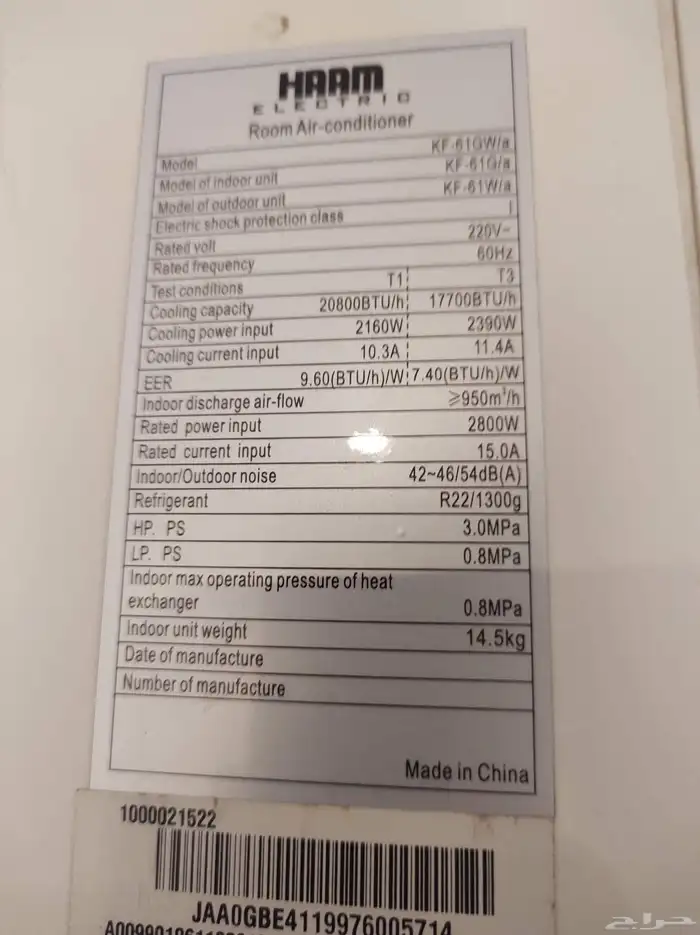 HAAM
ELECTRIC
Room Air-conditioner
Model KF-61GW/a
Model of indoor unit KF-61G/a
Model of outdoor unit KF-61W/a
Electric shock protection class I
Rated volt 220V~
Rated frequency 60Hz
Test conditions T1 T3
Cooling capacity 20800BTU/h 17700BTU/h
Cooling power input 2160W 2390W
Cooling current input 10.3A 11.4A
EER 9.60(BTU/h)/W 7.40(BTU/h)/W
Indoor discharge air-flow ≥950m³/h
Rated power input 2800W
Rated current input 15.0A
Indoor/Outdoor noise 42~46/54dB(A)
Refrigerant R22/1300g
HP. PS 3.0MPa
LP. PS 0.8MPa
Indoor max operating pressure of heat
exchanger 0.8MPa
Indoor unit weight 14.5kg
Date of manufacture
Number of manufacture
Made in China
1000021522
JAA0GBE4119976005714
حراج